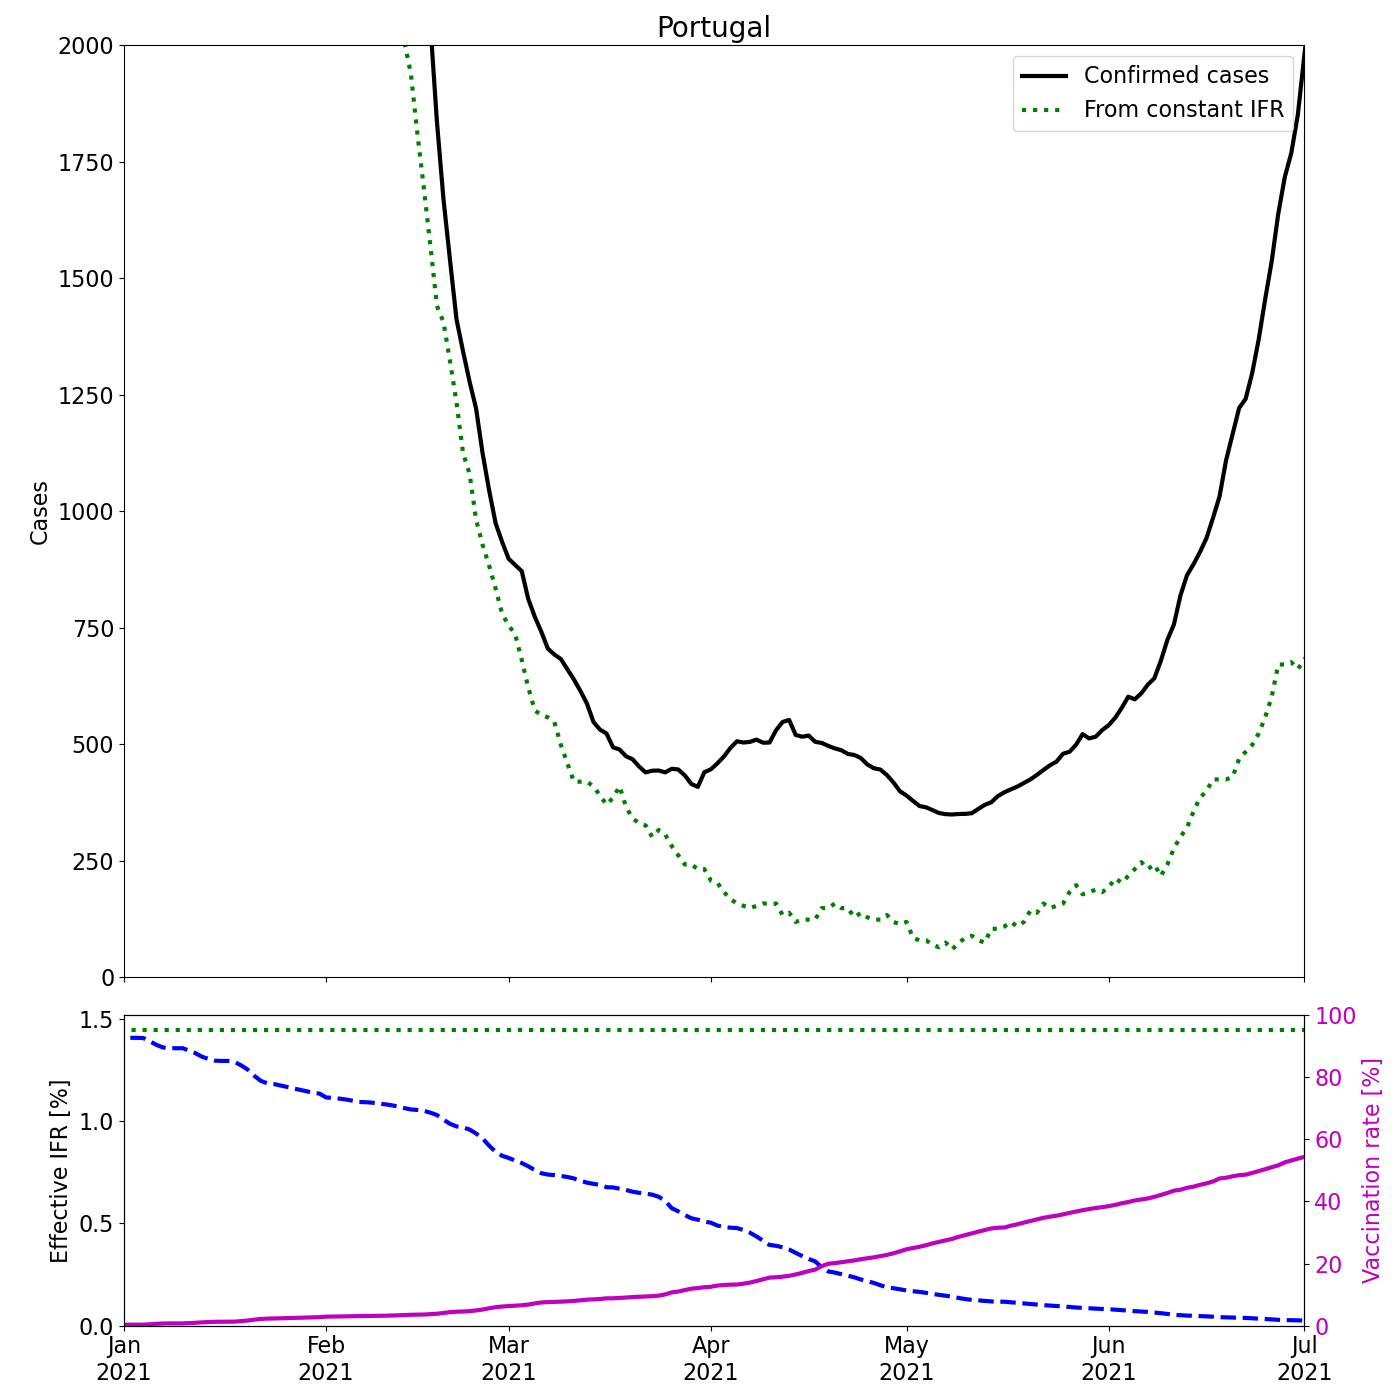 Portugal
2000
1750
1500
1250
1000
750
500
250
0
Cases
Confirmed cases
From constant IFR
1.5
1.0
0.5
0.0
Effective IFR [%]
100
80
60
40
20
0
Vaccination rate [%]
Jan
2021
Feb
2021
Mar
2021
Apr
2021
May
2021
Jun
2021
Jul
2021